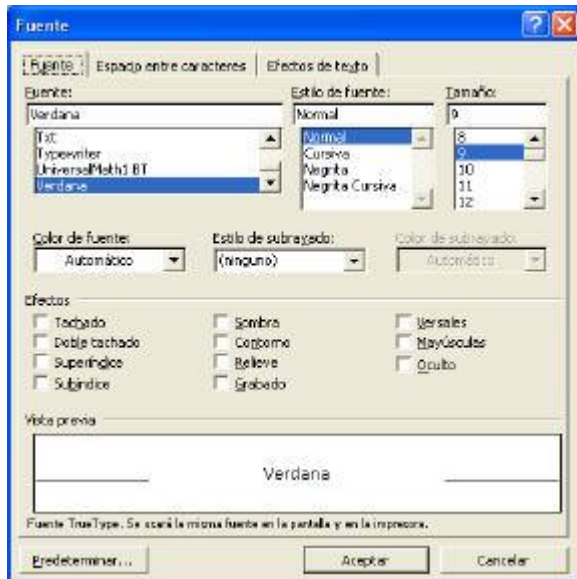 Fuente
Fuente Espacio entre caracteres Efectos de texto
Fuente: Estilo de fuente: Tamaño:
Verdana Normal 9
Txt Normal 8
Typewriter Cursiva 9
UniversalMath1 BT Negrita 10
Verdana Negrita Cursiva 11
12
Color de fuente: Estilo de subrayado: Color de subrayado:
Automático (ninguno) Automático
Efectos
Tachado Sombra Versales
Doble tachado Contorno Mayúsculas
Superíndice Relieve Oculto
Subíndice Grabado
Vista previa
Verdana
Fuente TrueType. Se usará la misma fuente en la pantalla y en la impresora.
Predeterminar... Aceptar Cancelar